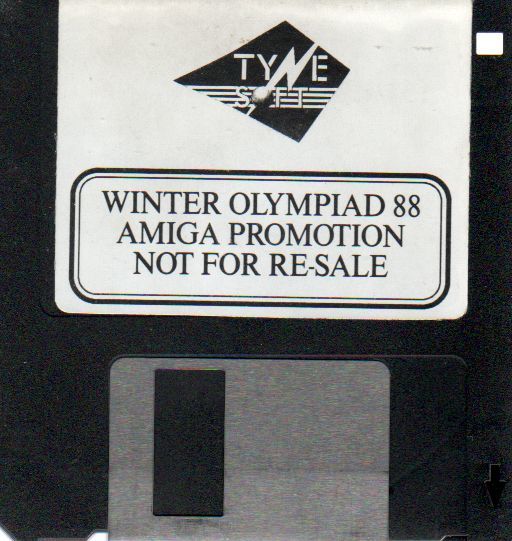 TYNE
SOFT
WINTER OLYMPIAD 88
AMIGA PROMOTION
NOT FOR RE-SALE